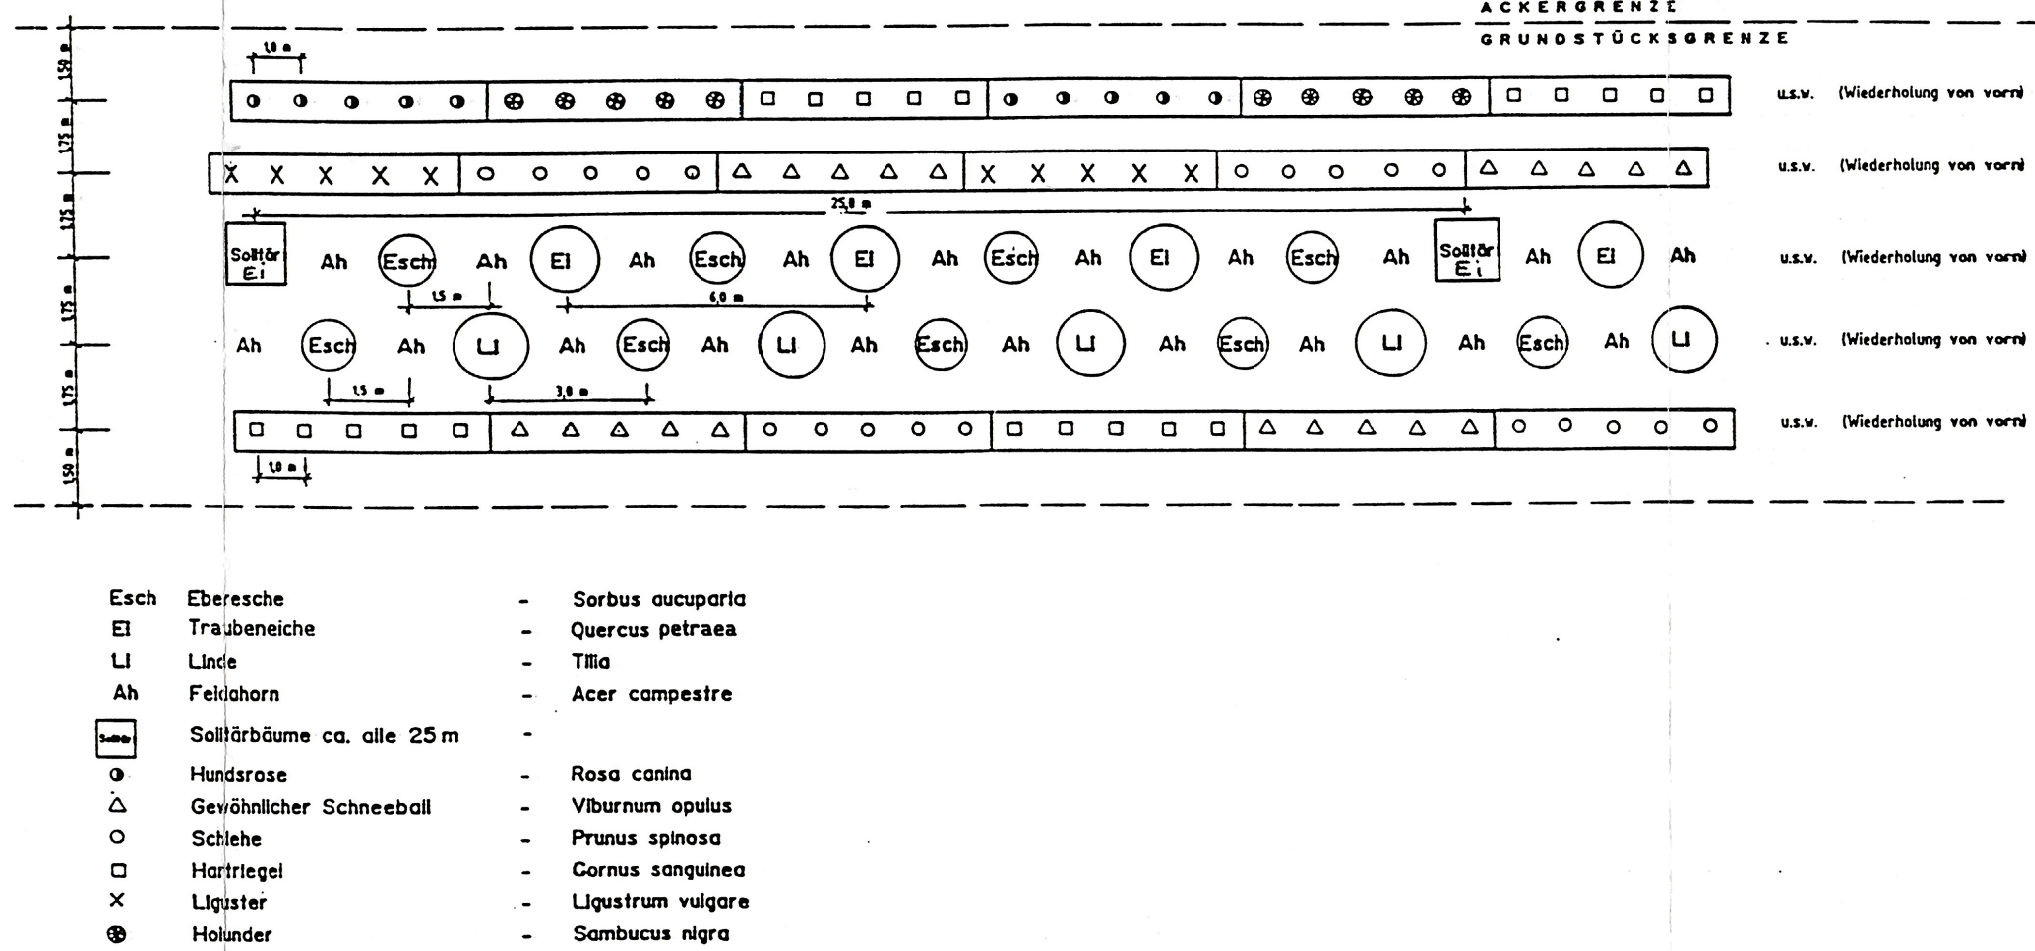 ACKERGRENZE
GRUNDSTÜCKSGRENZE
1,50 m
1,0 m
u.s.w. (Wiederholung von vorn)
1,75 m
X X X X X X X X X X
u.s.w. (Wiederholung von vorn)
1,75 m
25,0 m
Solitär Ei Ah Esch Ah Ei Ah Esch Ah Ei Ah Esch Ah Ei Ah Esch Ah Solitär Ei Ah Ei Ah u.s.w. (Wiederholung von vorn)
1,75 m
1,5 m 6,0 m
Ah Esch Ah Li Ah Esch Ah Li Ah Esch Ah Li Ah Esch Ah Li Ah Esch Ah Li u.s.w. (Wiederholung von vorn)
1,75 m
1,5 m 3,0 m
u.s.w. (Wiederholung von vorn)
1,50 m
1,0 m
Esch Eberesche - Sorbus aucuparia
Ei Traubeneiche - Quercus petraea
Li Linde - Tilia
Ah Feldahorn - Acer campestre
Solitär Solitärbäume ca. alle 25 m -
Hundsrose - Rosa canina
Gewöhnlicher Schneeball - Viburnum opulus
Schlehe - Prunus spinosa
Hartriegel - Cornus sanguinea
X Liguster - Ligustrum vulgare
Holunder - Sambucus nigra